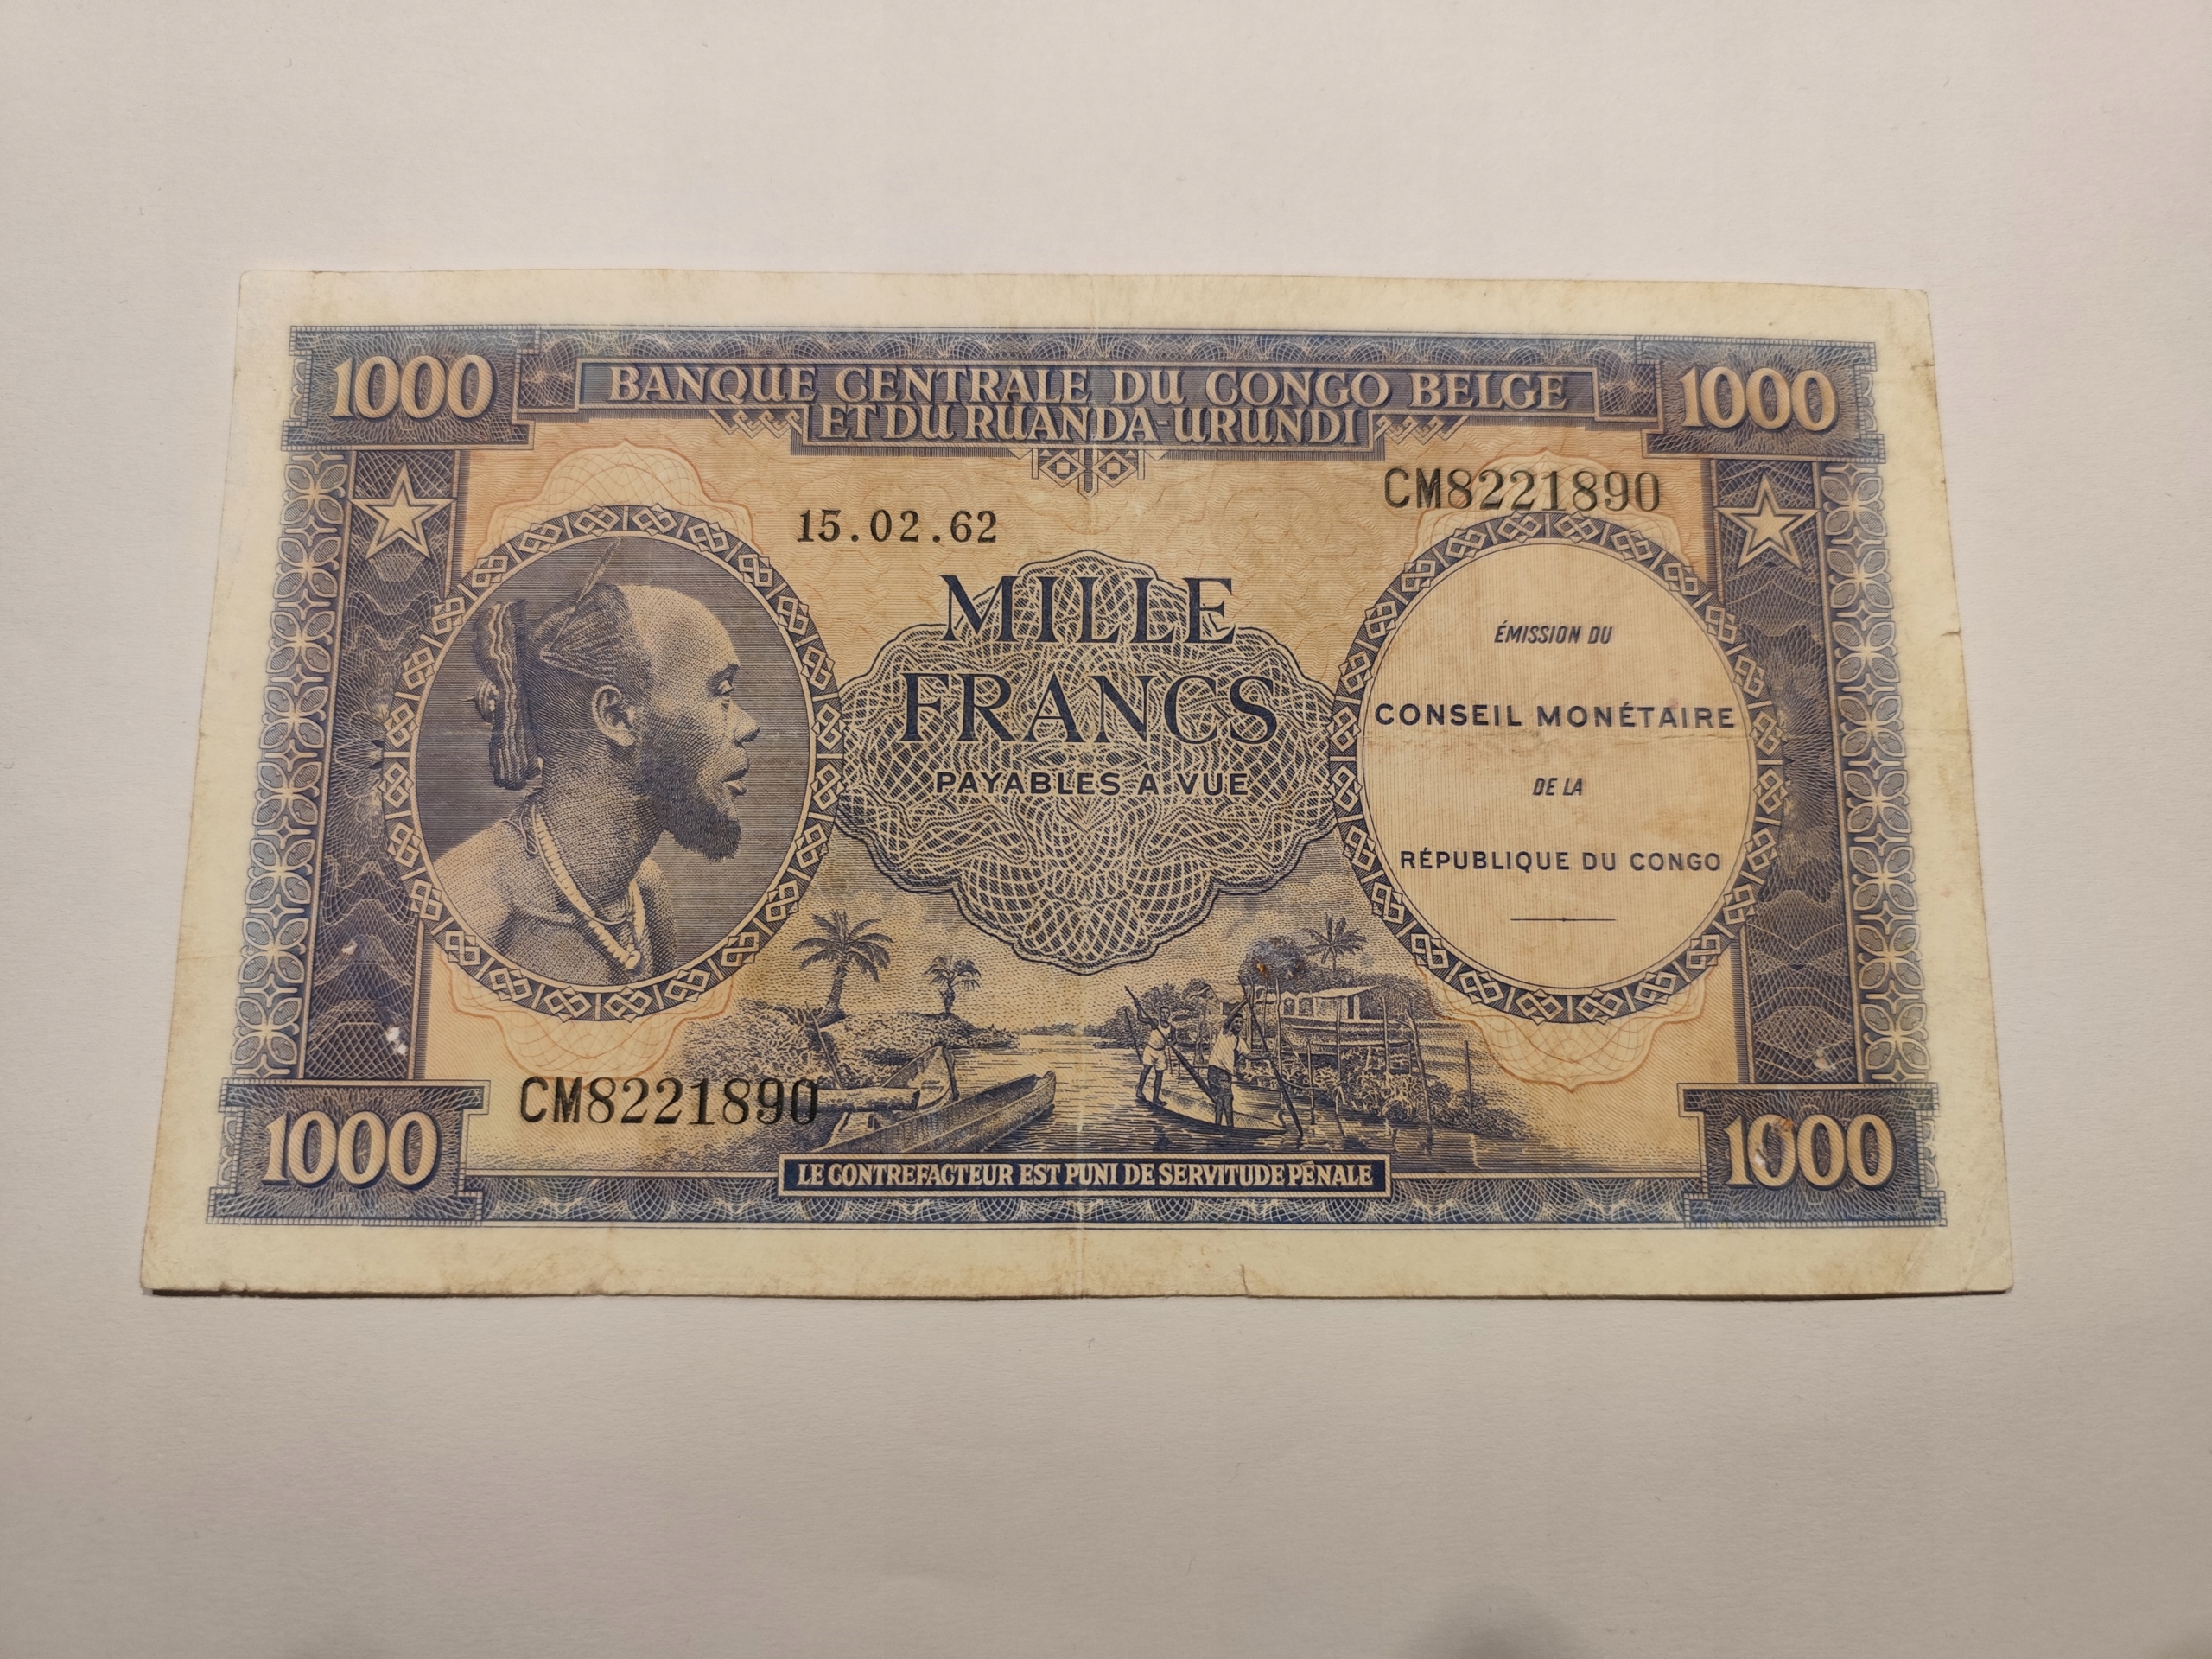 1000
BANQUE CENTRALE DU CONGO BELGE
1000
ET DU RUANDA-URUNDI
CM8221890
15.02.62
MILLE
FRANCS
PAYABLES A VUE
ÉMISSION DU
CONSEIL MONÉTAIRE
DE LA
RÉPUBLIQUE DU CONGO
CM8221890
1000
LE CONTREFACTEUR EST PUNI DE SERVITUDE PÉNALE
1000